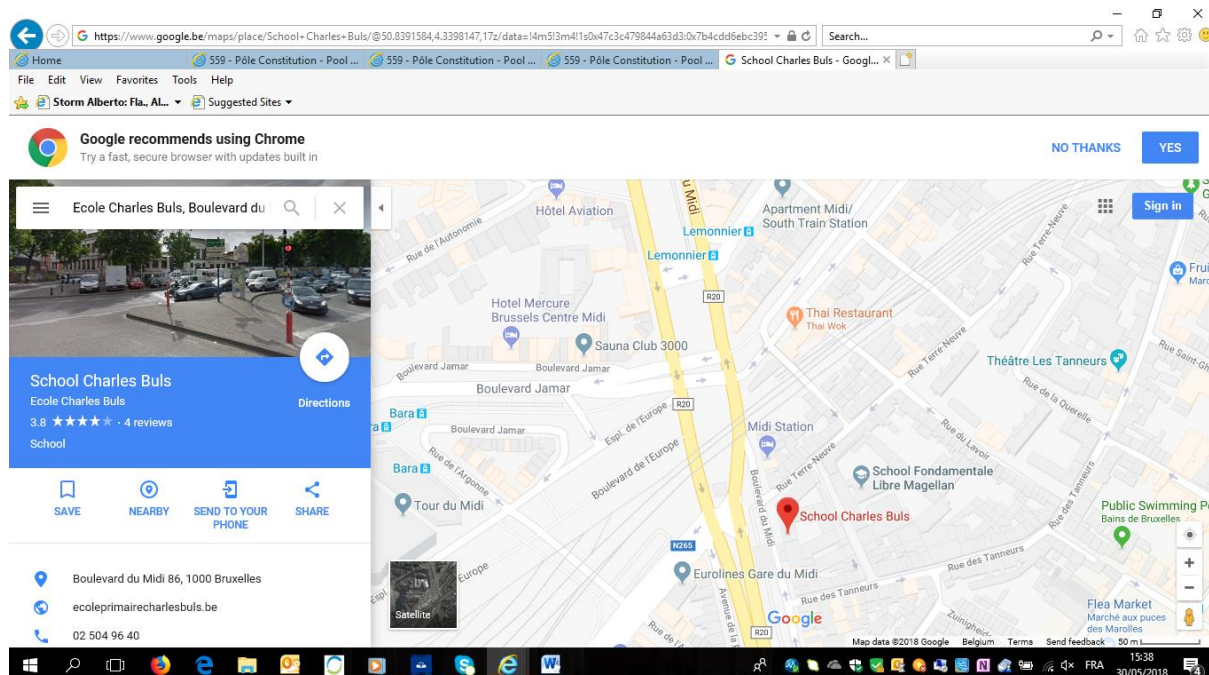 https://www.google.be/maps/place/School+Charles+Buls/@50.8391584,4.3398147,17z/data=!4m5!3m4!1s0x47c3c479844a63d3:0x7b4cdd6ebc395
Search...
Home
559 - Pôle Constitution - Pool ...
559 - Pôle Constitution - Pool ...
559 - Pôle Constitution - Pool ...
School Charles Buls - Googl...
File Edit View Favorites Tools Help
Storm Alberto: Fla., Al...
Suggested Sites
Google recommends using Chrome
Try a fast, secure browser with updates built in
NO THANKS
YES
Ecole Charles Buls, Boulevard du
School Charles Buls
Ecole Charles Buls
3.8 · 4 reviews
School
Directions
SAVE
NEARBY
SEND TO YOUR
PHONE
SHARE
Boulevard du Midi 86, 1000 Bruxelles
ecoleprimairecharlesbuls.be
02 504 96 40
Sign in
Hôtel Aviation
u Midi
Apartment Midi/
South Train Station
Lemonnier
Rue de l'Autonomie
Lemonnier
Rue Terre-Neuve
Frui
Marc
Hotel Mercure
Brussels Centre Midi
R20
Thai Restaurant
Thai Wok
Sauna Club 3000
Rue Terre-Neuve
Théâtre Les Tanneurs
Boulevard Jamar
Boulevard Jamar
Boulevard Jamar
Rue de la Querelle
R20
Bara
Boulevard Jamar
Espl. de l'Europe
Midi Station
Rue du Lavoir
Boulevard de l'Europe
Bara
Rue de l'Argonne
Rue Terre-Neuve
School Fondamentale
Libre Magellan
Tour du Midi
Boulevard du Midi
School Charles Buls
Rue des Tanneurs
Public Swimming P
Bains de Bruxelles
N265
Europe
Eurolines Gare du Midi
Rue des Tanneurs
Rue des Tanneurs
Satellite
Avenue de la
R20
Google
Flea Market
Marché aux puces
des Marolles
Map data ©2018 Google Belgium Terms Send feedback 50 m
FRA
15:38
30/05/2018